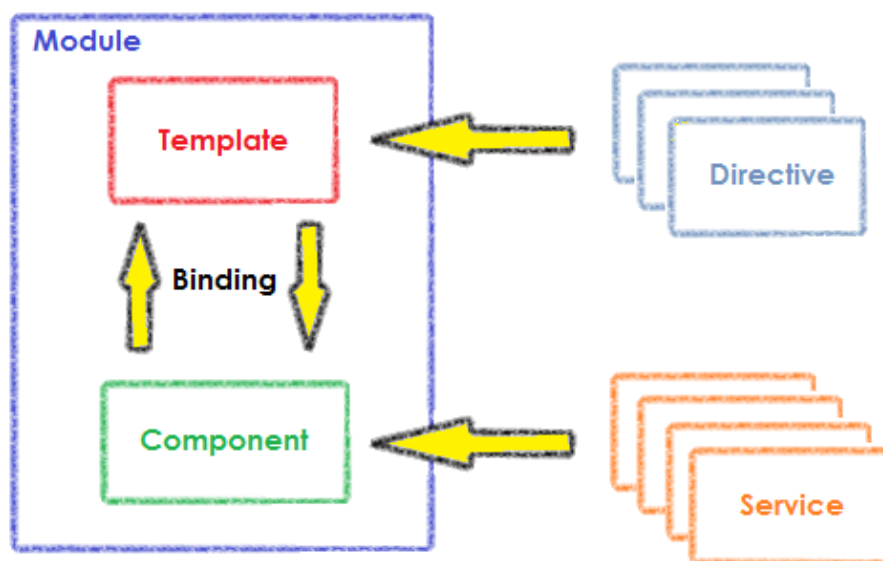 Module
Template
Directive
Binding
Component
Service